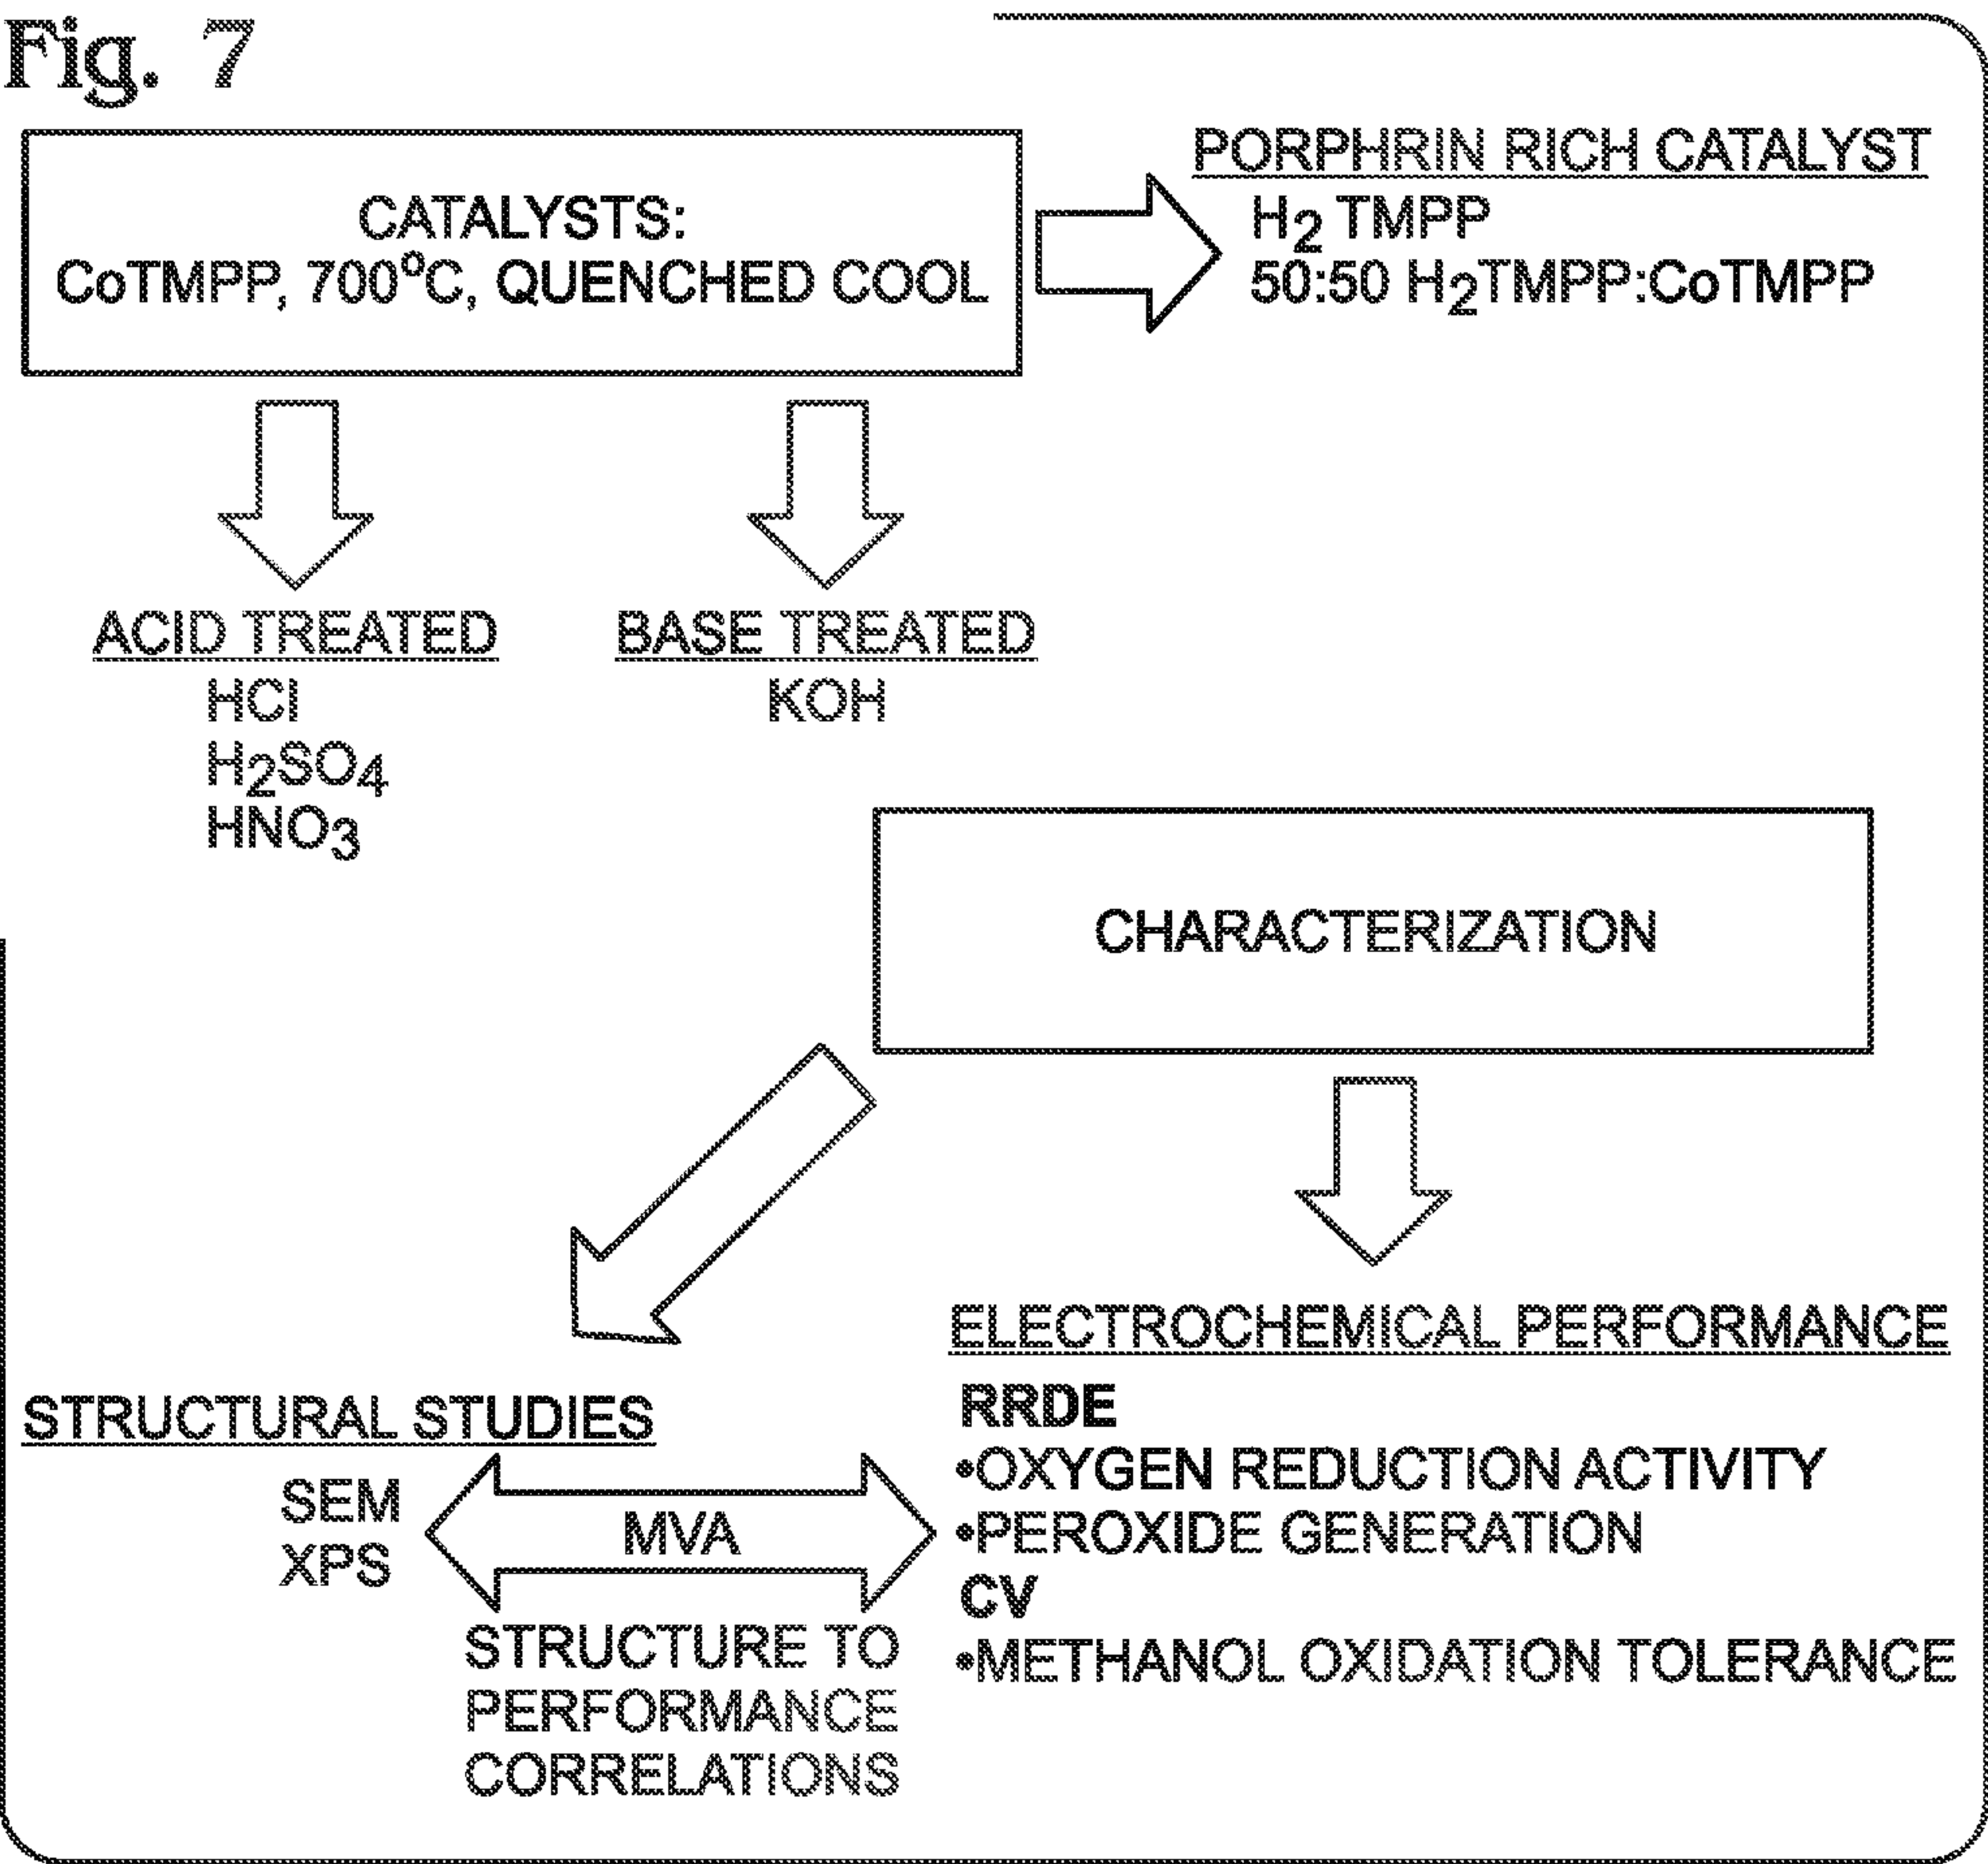 Fig. 7
CATALYSTS:
CoTMPP, 700°C, QUENCHED COOL
PORPHRIN RICH CATALYST
H₂ TMPP
50:50 H₂TMPP:CoTMPP
ACID TREATED
HCl
H₂SO₄
HNO₃
BASE TREATED
KOH
CHARACTERIZATION
STRUCTURAL STUDIES
SEM
XPS
MVA
STRUCTURE TO
PERFORMANCE
CORRELATIONS
ELECTROCHEMICAL PERFORMANCE
RRDE
•OXYGEN REDUCTION ACTIVITY
•PEROXIDE GENERATION
CV
•METHANOL OXIDATION TOLERANCE